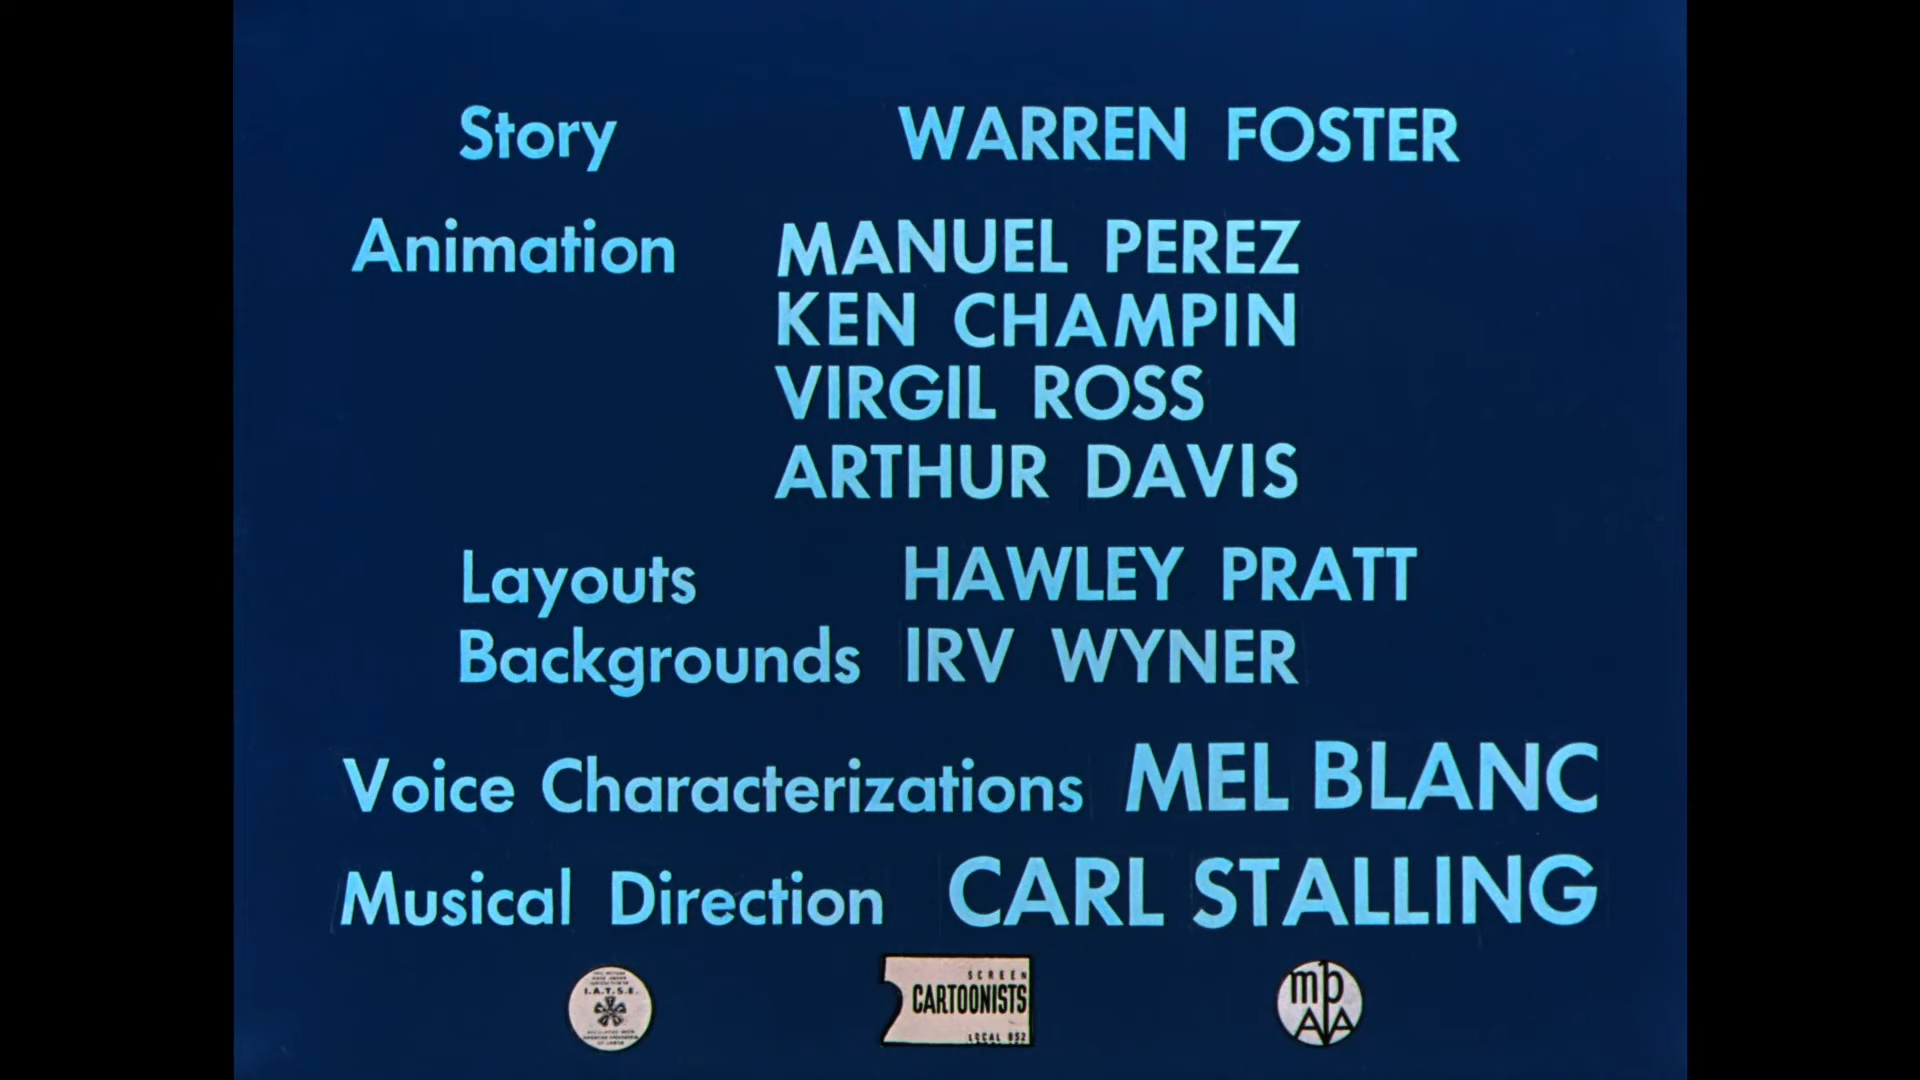 Story WARREN FOSTER
Animation MANUEL PEREZ
KEN CHAMPIN
VIRGIL ROSS
ARTHUR DAVIS
Layouts HAWLEY PRATT
Backgrounds IRV WYNER
Voice Characterizations MEL BLANC
Musical Direction CARL STALLING
I.A.T.S.E.
SCREEN
CARTOONISTS
LOCAL 852
mp
AA